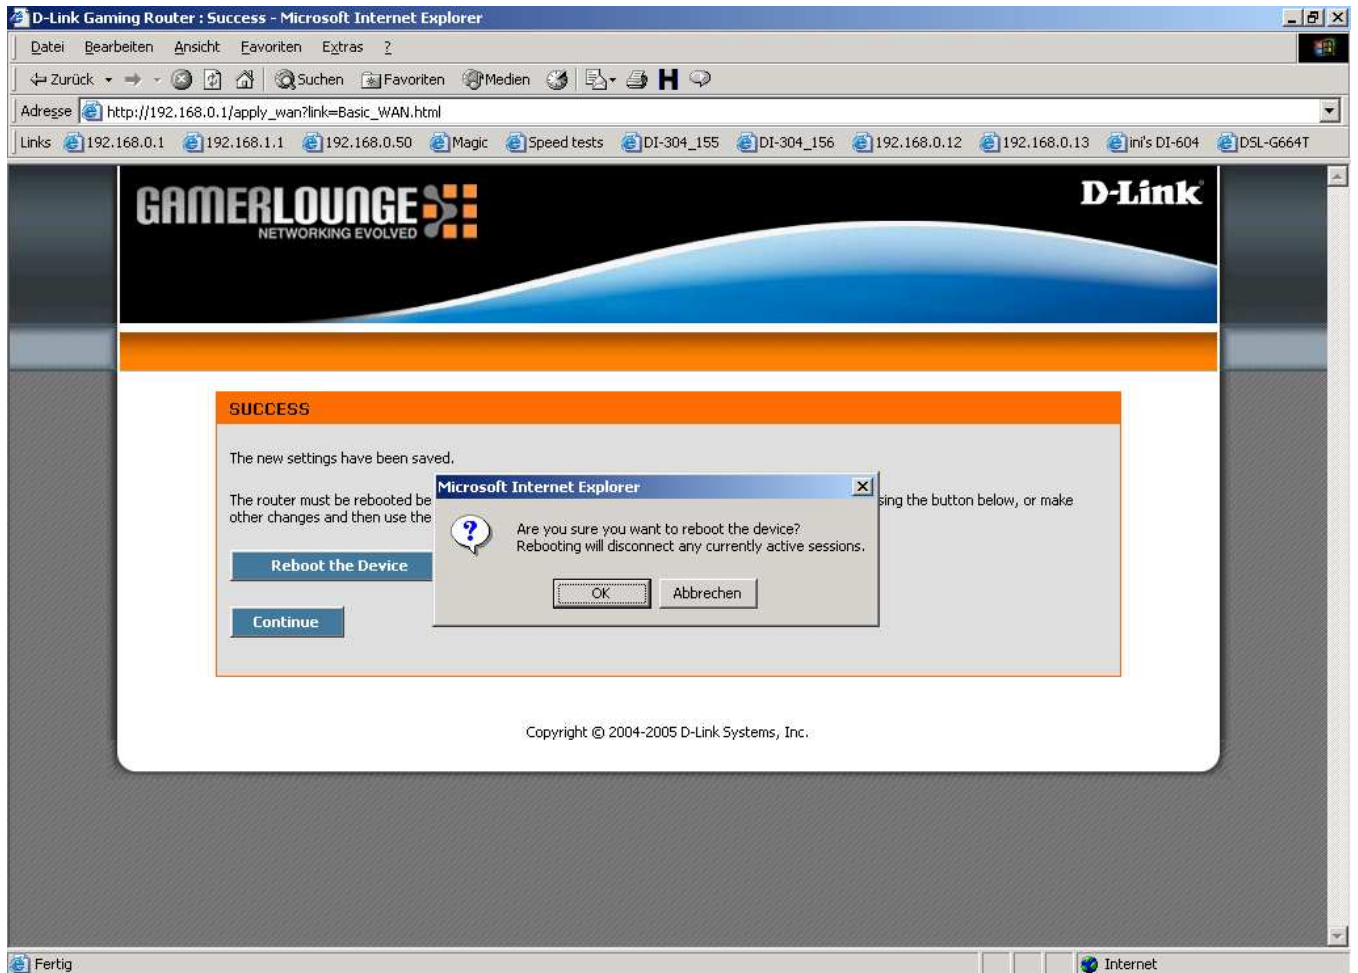 D-Link Gaming Router : Success - Microsoft Internet Explorer
Datei Bearbeiten Ansicht Favoriten Extras ?
Zurück Suchen Favoriten Medien H
Adresse http://192.168.0.1/apply_wan?link=Basic_WAN.html
Links 192.168.0.1 192.168.1.1 192.168.0.50 Magic Speed tests DI-304_155 DI-304_156 192.168.0.12 192.168.0.13 ini's DI-604 DSL-G664T
GAMERLOUNGE
NETWORKING EVOLVED
D-Link
SUCCESS
The new settings have been saved.
The router must be rebooted be sing the button below, or make
other changes and then use the
Reboot the Device
Continue
Microsoft Internet Explorer
Are you sure you want to reboot the device?
Rebooting will disconnect any currently active sessions.
OK Abbrechen
Copyright © 2004-2005 D-Link Systems, Inc.
Fertig Internet